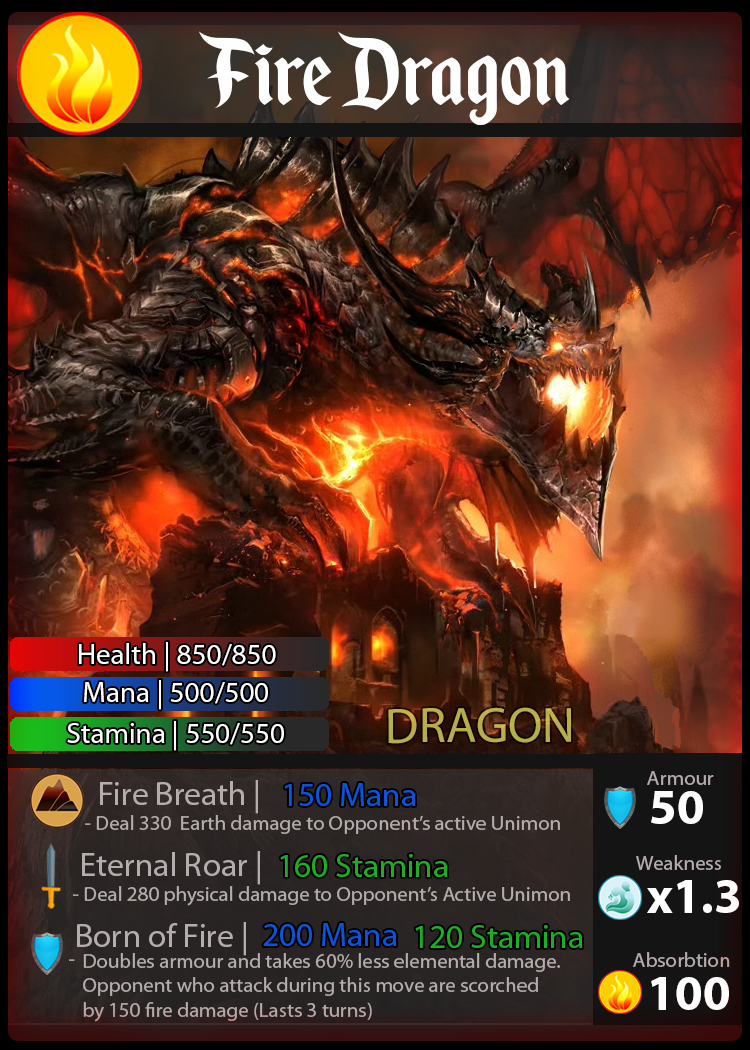 Fire Dragon
Health | 850/850
Mana | 500/500
Stamina | 550/550
DRAGON
Fire Breath | 150 Mana
- Deal 330 Earth damage to Opponent's active Unimon
Eternal Roar | 160 Stamina
- Deal 280 physical damage to Opponent's Active Unimon
Born of Fire | 200 Mana 120 Stamina
- Doubles armour and takes 60% less elemental damage.
Opponent who attack during this move are scorched
by 150 fire damage (Lasts 3 turns)
Armour
50
Weakness
x1.3
Absorbtion
100